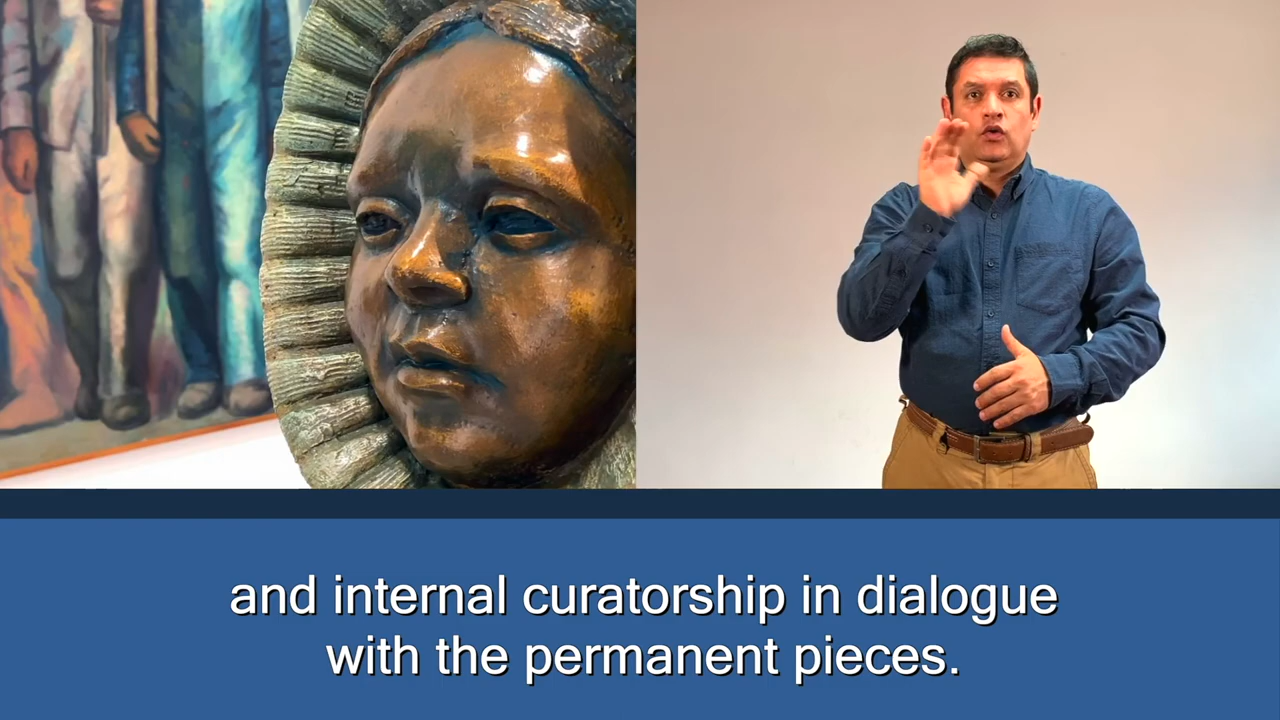 and internal curatorship in dialogue
with the permanent pieces.